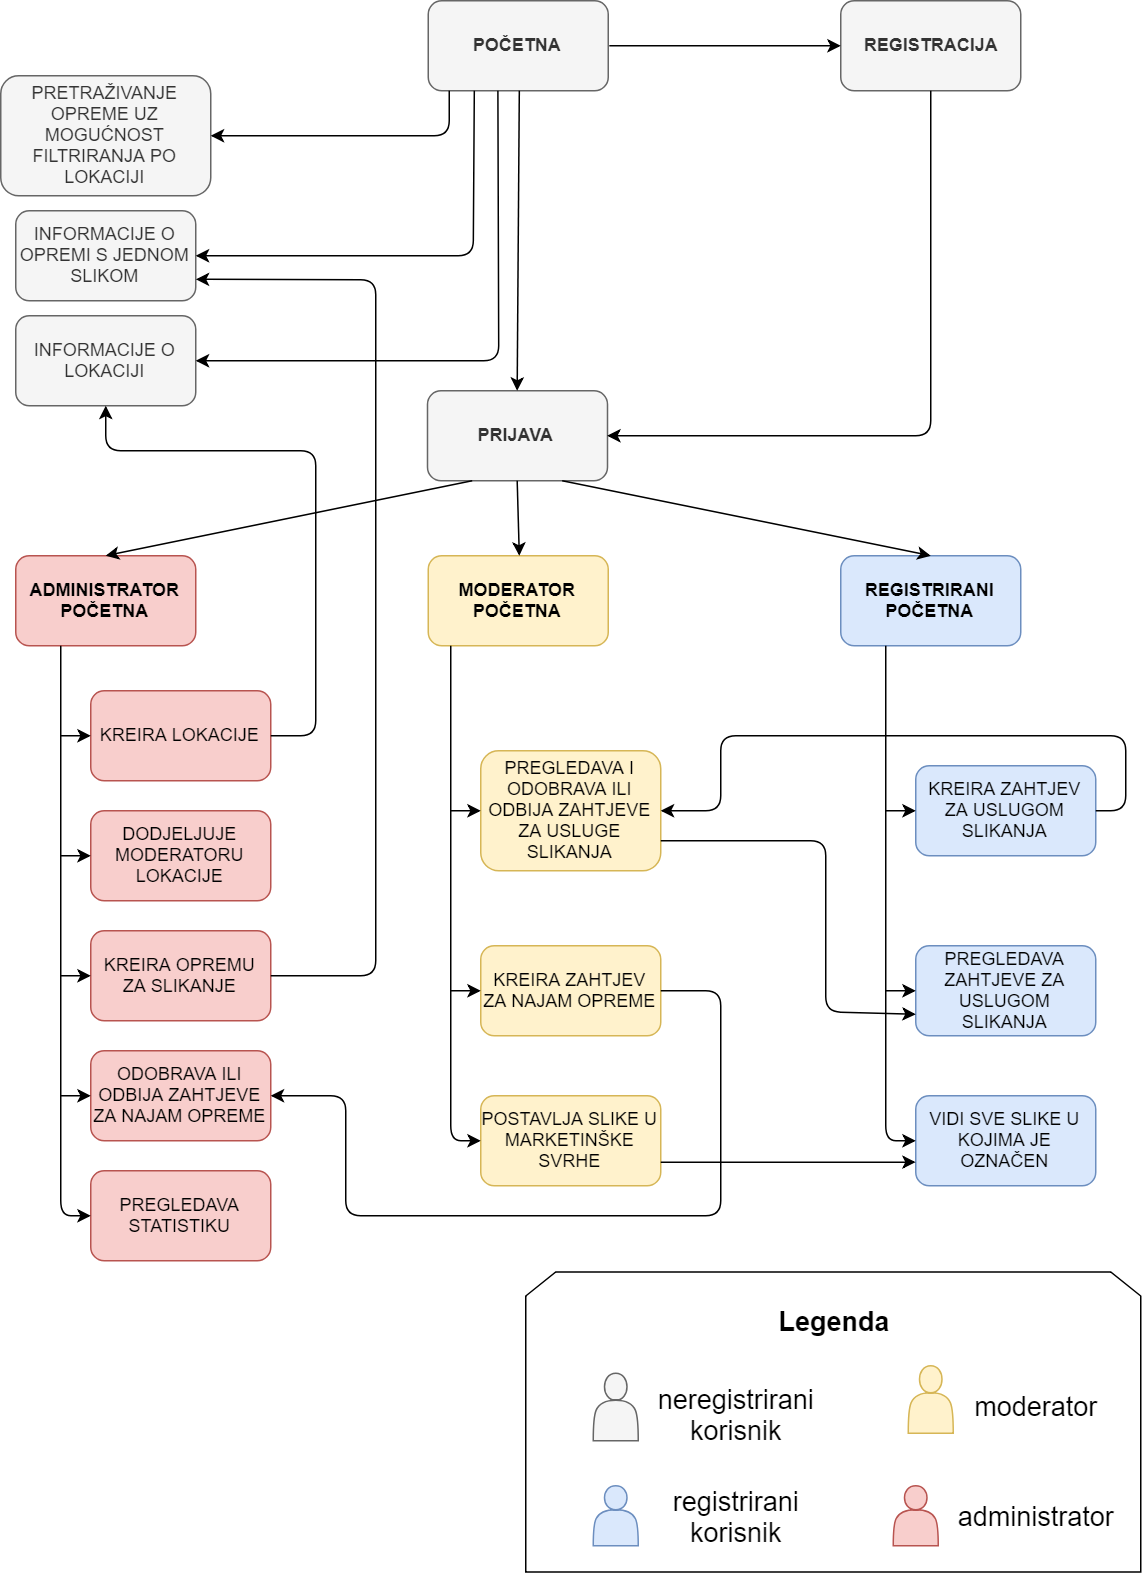 POČETNA
REGISTRACIJA
PRETRAŽIVANJE
OPREME UZ
MOGUĆNOST
FILTRIRANJA PO
LOKACIJI
INFORMACIJE O
OPREMI S JEDNOM
SLIKOM
INFORMACIJE O
LOKACIJI
PRIJAVA
ADMINISTRATOR
POČETNA
MODERATOR
POČETNA
REGISTRIRANI
POČETNA
KREIRA LOKACIJE
DODJELJUJE
MODERATORU
LOKACIJE
KREIRA OPREMU
ZA SLIKANJE
ODOBRAVA ILI
ODBIJA ZAHTJEVE
ZA NAJAM OPREME
PREGLEDAVA
STATISTIKU
PREGLEDAVA I
ODOBRAVA ILI
ODBIJA ZAHTJEVE
ZA USLUGE
SLIKANJA
KREIRA ZAHTJEV
ZA NAJAM OPREME
POSTAVLJA SLIKE U
MARKETINŠKE
SVRHE
KREIRA ZAHTJEV
ZA USLUGOM
SLIKANJA
PREGLEDAVA
ZAHTJEVE ZA
USLUGOM
SLIKANJA
VIDI SVE SLIKE U
KOJIMA JE
OZNAČEN
Legenda
neregistrirani
korisnik
moderator
registrirani
korisnik
administrator